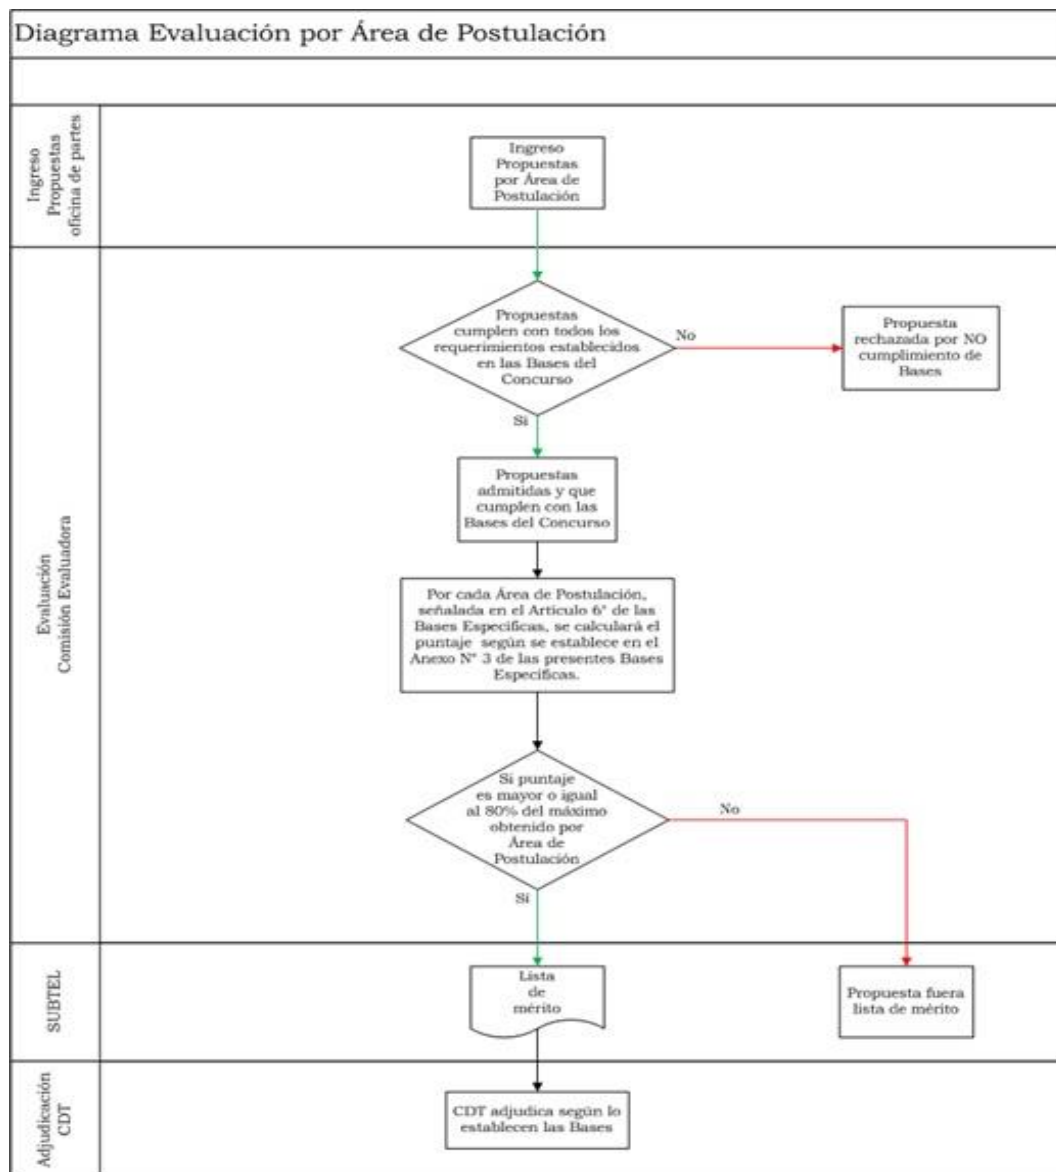 Diagrama Evaluación por Área de Postulación
Ingreso
Propuestas
oficina de partes
Ingreso
Propuestas
por Área de
Postulación
Evaluación
Comisión Evaluadora
Propuestas
cumplen con todos los
requerimientos establecidos
en las Bases del
Concurso
No
Propuesta
rechazada por NO
cumplimiento de
Bases
Si
Propuestas
admitidas y que
cumplen con las
Bases del Concurso
Por cada Área de Postulación,
señalada en el Artículo 6° de las
Bases Específicas, se calculará el
puntaje según se establece en el
Anexo N° 3 de las presentes Bases
Específicas.
Si puntaje
es mayor o igual
al 80% del máximo
obtenido por
Área de
Postulación
No
Si
SUBTEL
Lista
de
mérito
Propuesta fuera
lista de mérito
Adjudicación
CDT
CDT adjudica según lo
establecen las Bases